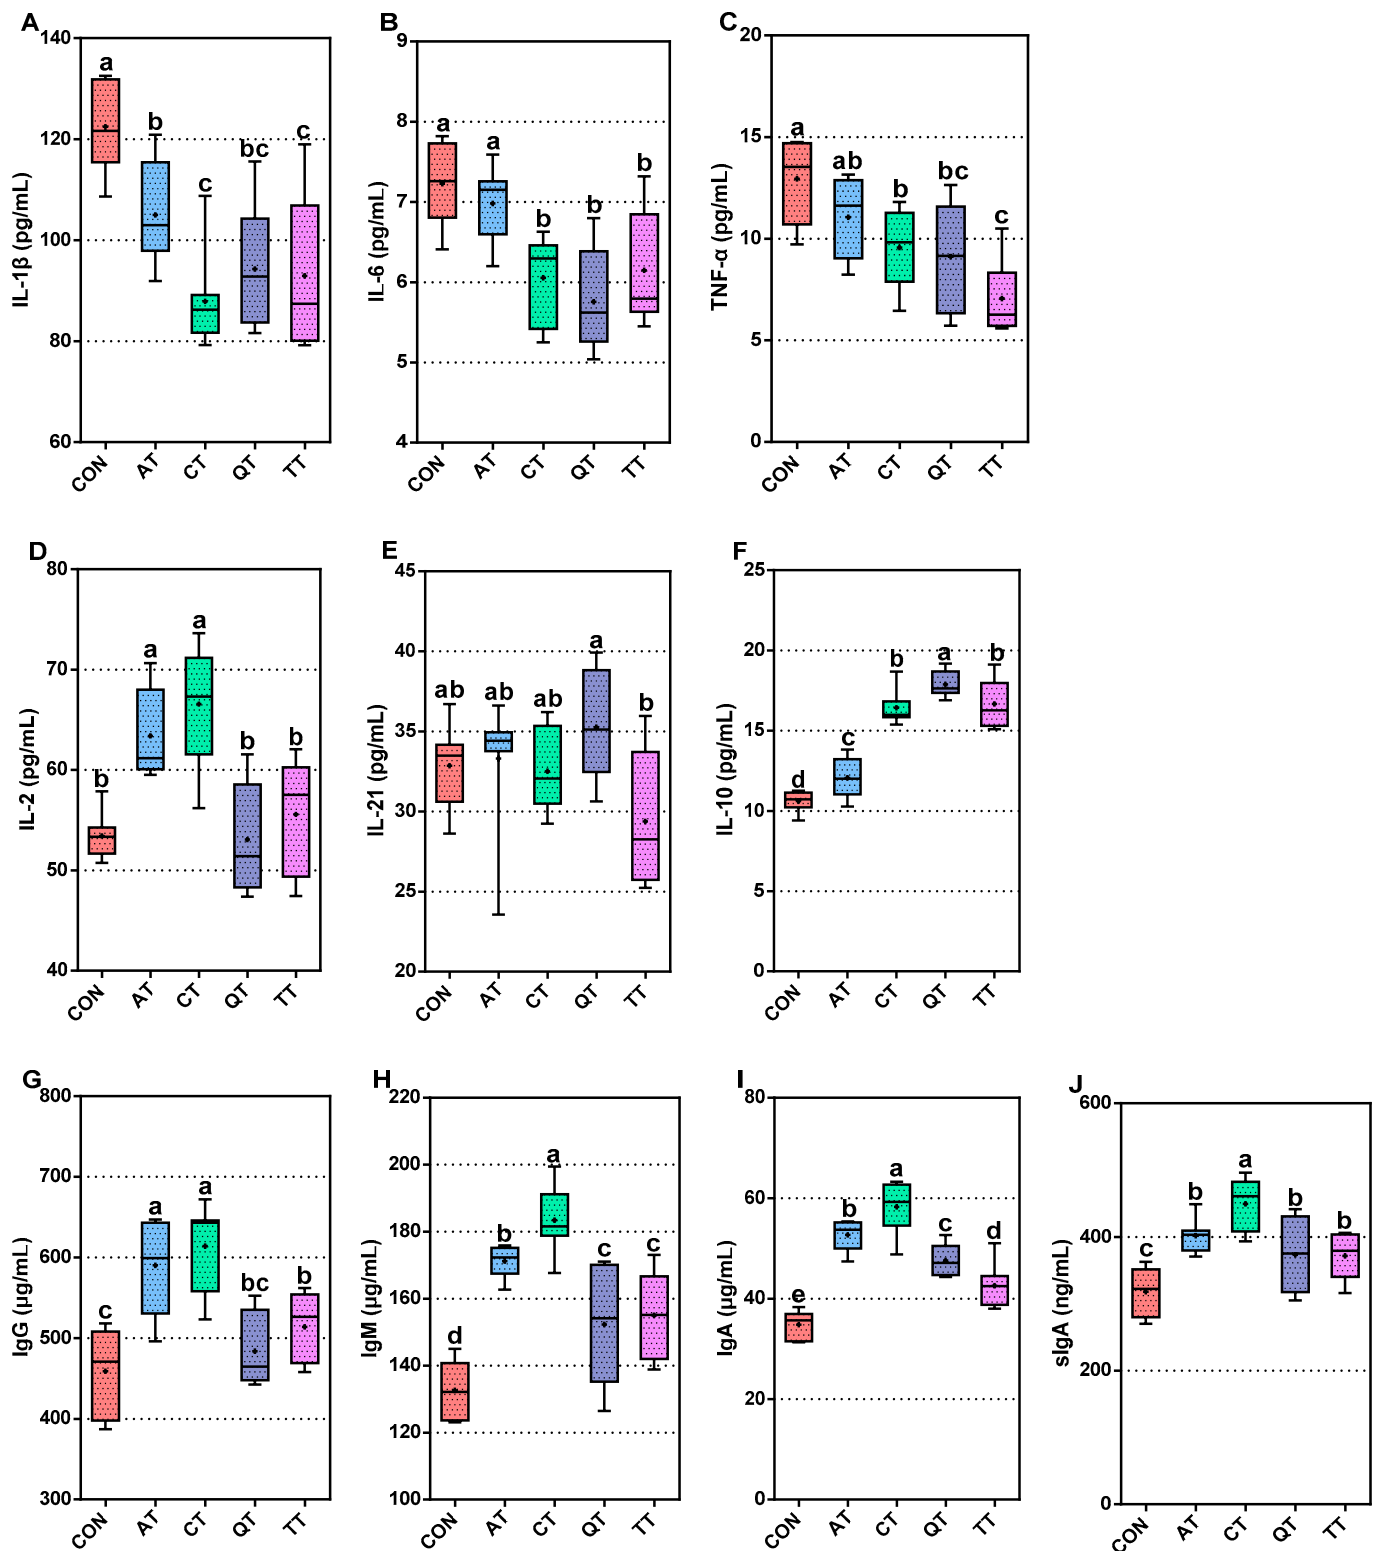 A
IL-1β (pg/mL)
140
120
100
80
60
a
b
c
bc
c
CON
AT
CT
QT
TT
B
IL-6 (pg/mL)
9
8
7
6
5
4
a
a
b
b
b
CON
AT
CT
QT
TT
C
TNF-α (pg/mL)
20
15
10
5
0
a
ab
b
bc
c
CON
AT
CT
QT
TT
D
IL-2 (pg/mL)
80
70
60
50
40
b
a
a
b
b
CON
AT
CT
QT
TT
E
IL-21 (pg/mL)
45
40
35
30
25
20
ab
ab
ab
a
b
CON
AT
CT
QT
TT
F
IL-10 (pg/mL)
25
20
15
10
5
0
d
c
b
a
b
CON
AT
CT
QT
TT
G
IgG (μg/mL)
800
700
600
500
400
300
c
a
a
bc
b
CON
AT
CT
QT
TT
H
IgM (μg/mL)
220
200
180
160
140
120
100
d
b
a
c
c
CON
AT
CT
QT
TT
I
IgA (μg/mL)
80
60
40
20
0
e
b
a
c
d
CON
AT
CT
QT
TT
J
sIgA (ng/mL)
600
400
200
0
c
b
a
b
b
CON
AT
CT
QT
TT